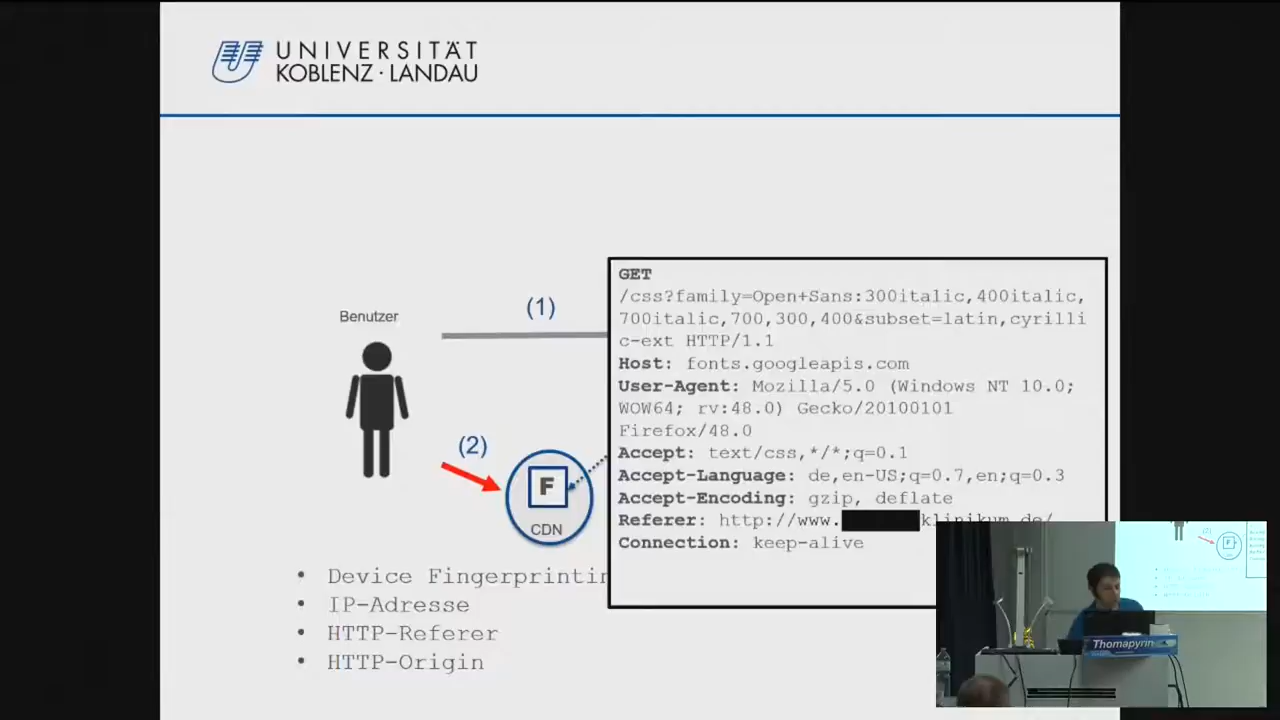 UNIVERSITÄT
KOBLENZ · LANDAU
Benutzer
(1)
(2)
F
CDN
GET
/css?family=Open+Sans:300italic,400italic,
700italic,700,300,400&subset=latin,cyrilli
c-ext HTTP/1.1
Host: fonts.googleapis.com
User-Agent: Mozilla/5.0 (Windows NT 10.0;
WOW64; rv:48.0) Gecko/20100101
Firefox/48.0
Accept: text/css,*/*;q=0.1
Accept-Language: de,en-US;q=0.7,en;q=0.3
Accept-Encoding: gzip, deflate
Referer: http://www.klinikum.de/
Connection: keep-alive
• Device Fingerprintin
• IP-Adresse
• HTTP-Referer
• HTTP-Origin
Thomapyrin